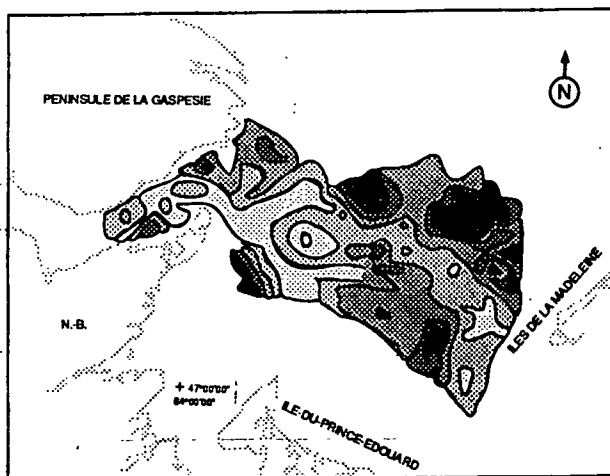 PENINSULE DE LA GASPESIE
N
N.-B.
ILES DE LA MADELEINE
+ 47°00'00"
64°00'00"
ILE-DU-PRINCE-EDOUARD